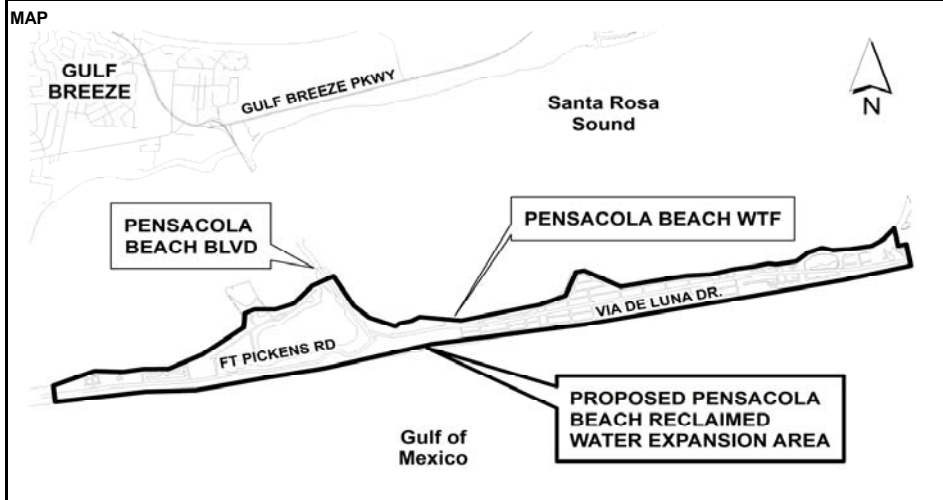 MAP
GULF
BREEZE
GULF BREEZE PKWY
Santa Rosa
Sound
N
PENSACOLA
BEACH BLVD
PENSACOLA BEACH WTF
VIA DE LUNA DR.
FT PICKENS RD
PROPOSED PENSACOLA
BEACH RECLAIMED
WATER EXPANSION AREA
Gulf of
Mexico